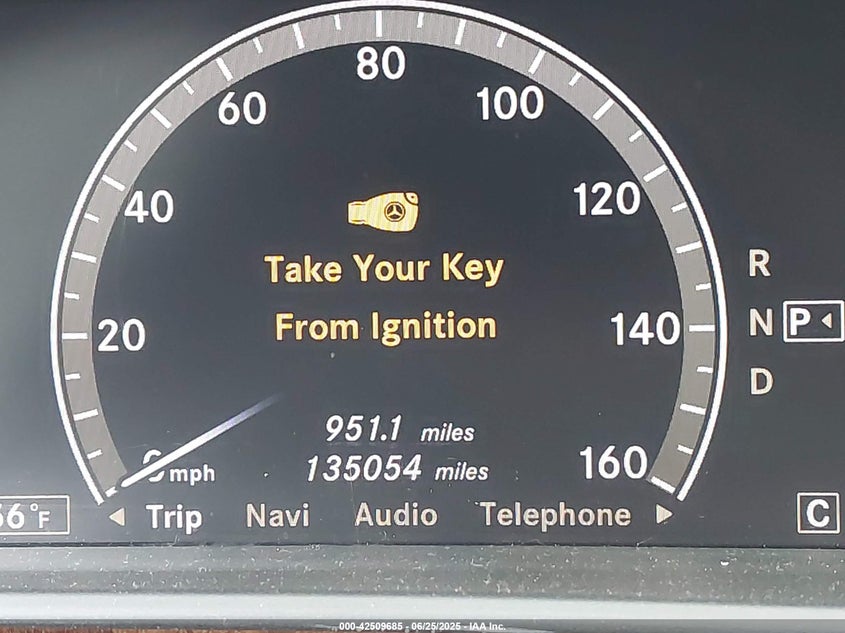 80
60
100
40
120
Take Your Key
R
From Ignition
20
140
N
P
D
951.1 miles
mph
135054 miles
160
°F
Trip
Navi
Audio
Telephone
C
000-42509685 - 06/25/2025 - IAA Inc.